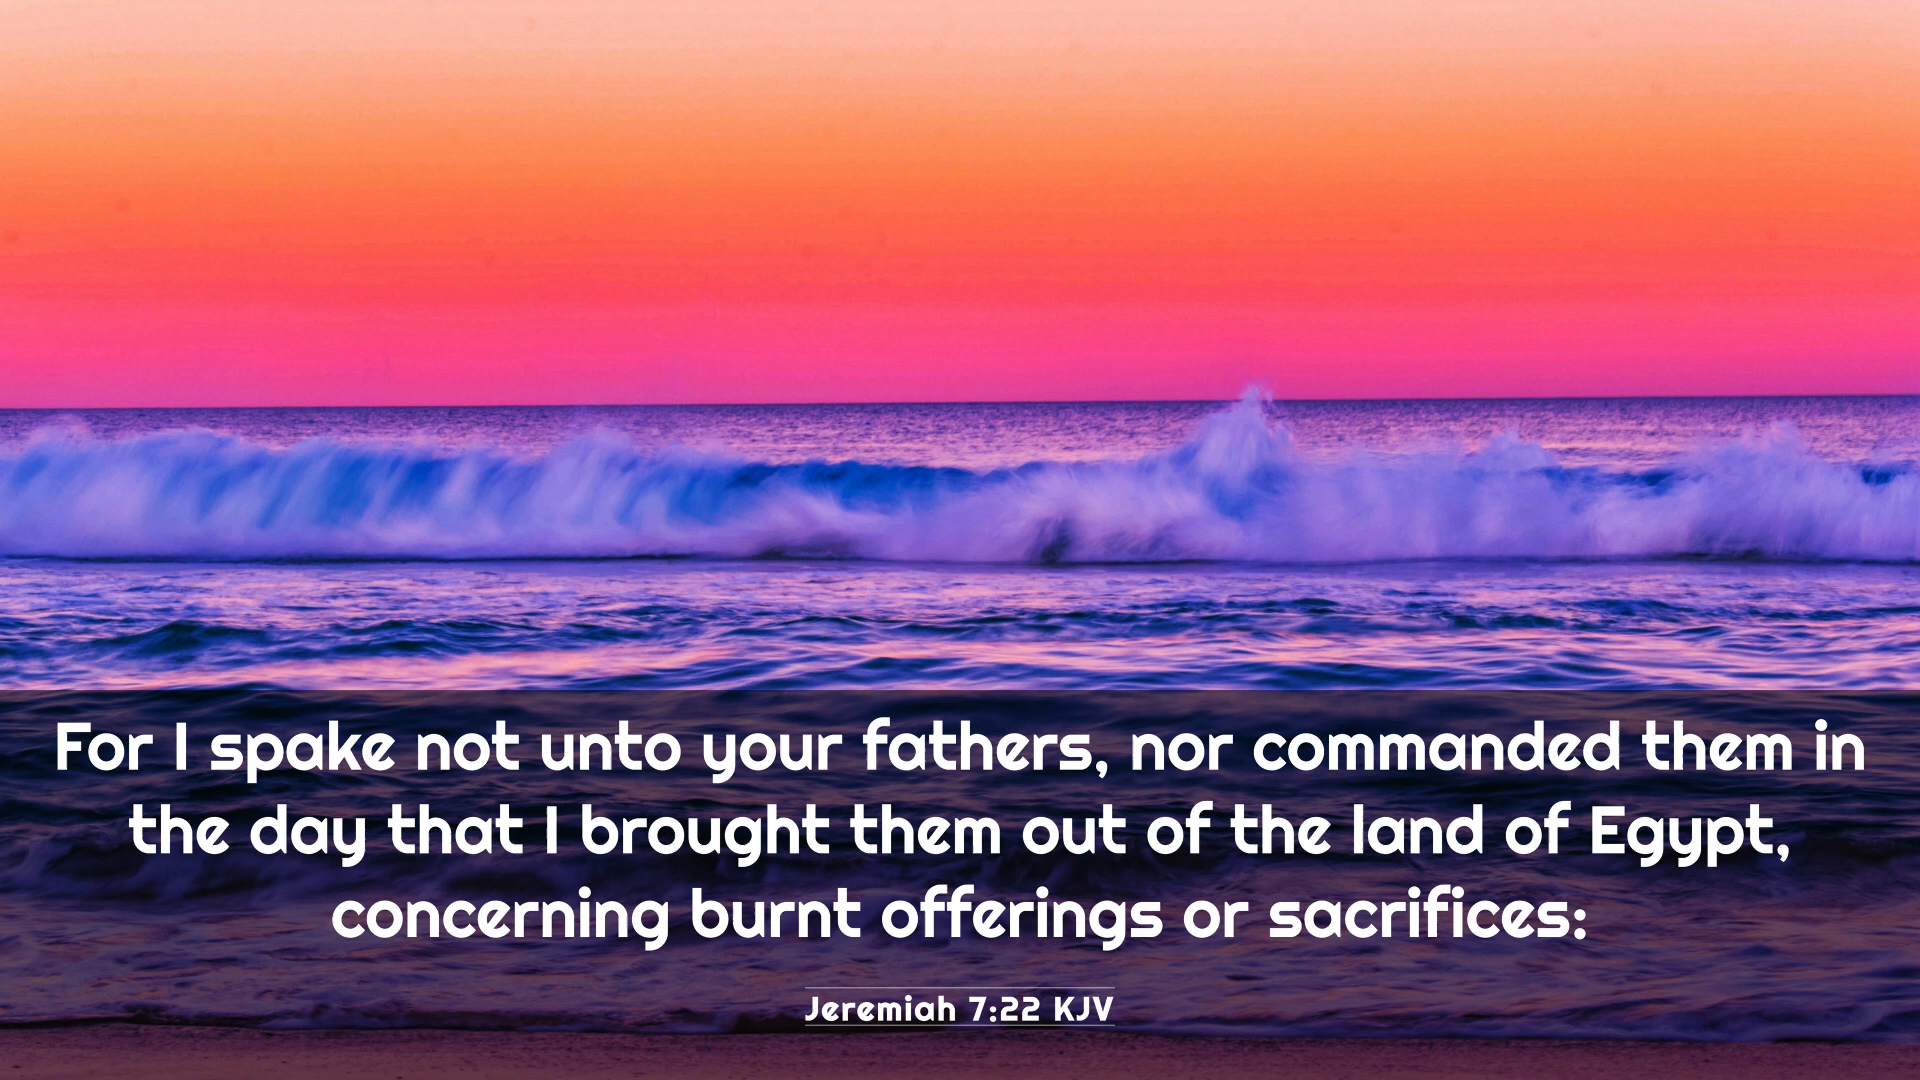 For I spake not unto your fathers, nor commanded them in
the day that I brought them out of the land of Egypt,
concerning burnt offerings or sacrifices:
Jeremiah 7:22 KJV